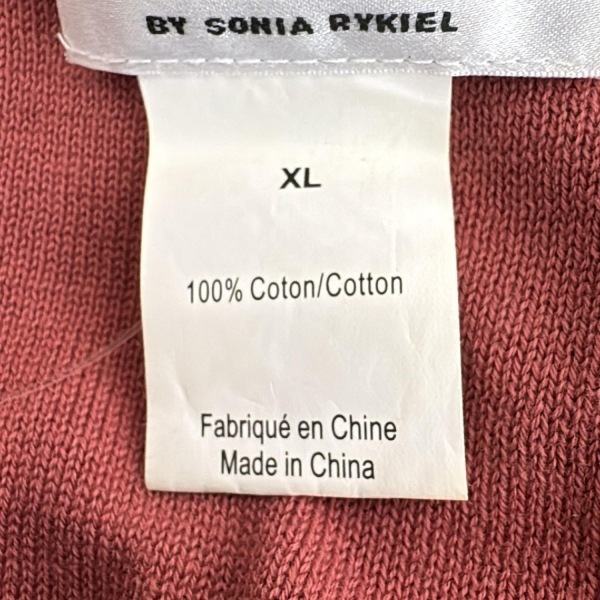 BY SONIA RYKIEL
XL
100% Coton/Cotton
Fabriqué en Chine
Made in China